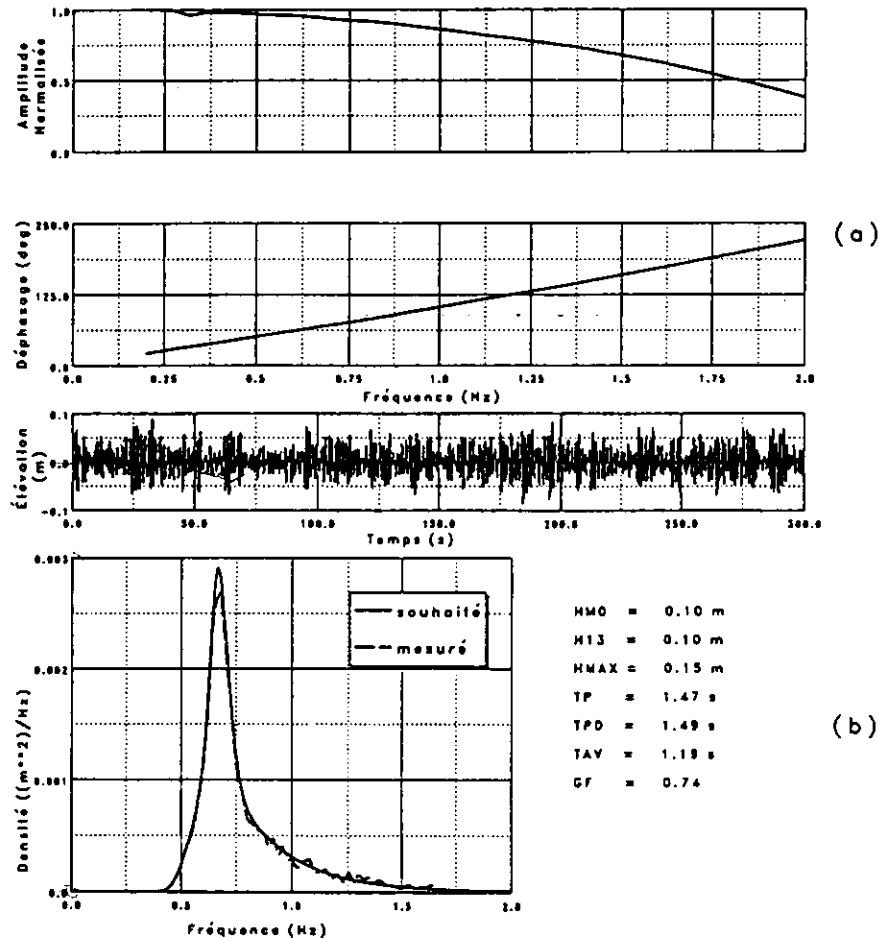 Amplitude
Normalisée
1.0
0.5
0.0
Déphasage (deg)
250.0
125.0
0.0
0.0 0.25 0.5 0.75 1.0 1.25 1.5 1.75 2.0
Fréquence (Hz)
(a)
Élévation
(m)
0.1
0.0
-0.1
0.0 50.0 100.0 150.0 200.0 250.0 300.0
Temps (s)
Densité ((m**2)/Hz)
0.003
0.002
0.001
0.0
souhaité
mesuré
0.0 0.5 1.0 1.5 2.0
Fréquence (Hz)
HM0 = 0.10 m
H13 = 0.10 m
HMAX = 0.15 m
TP = 1.47 s
TPD = 1.49 s
TAV = 1.19 s
GF = 0.74
(b)